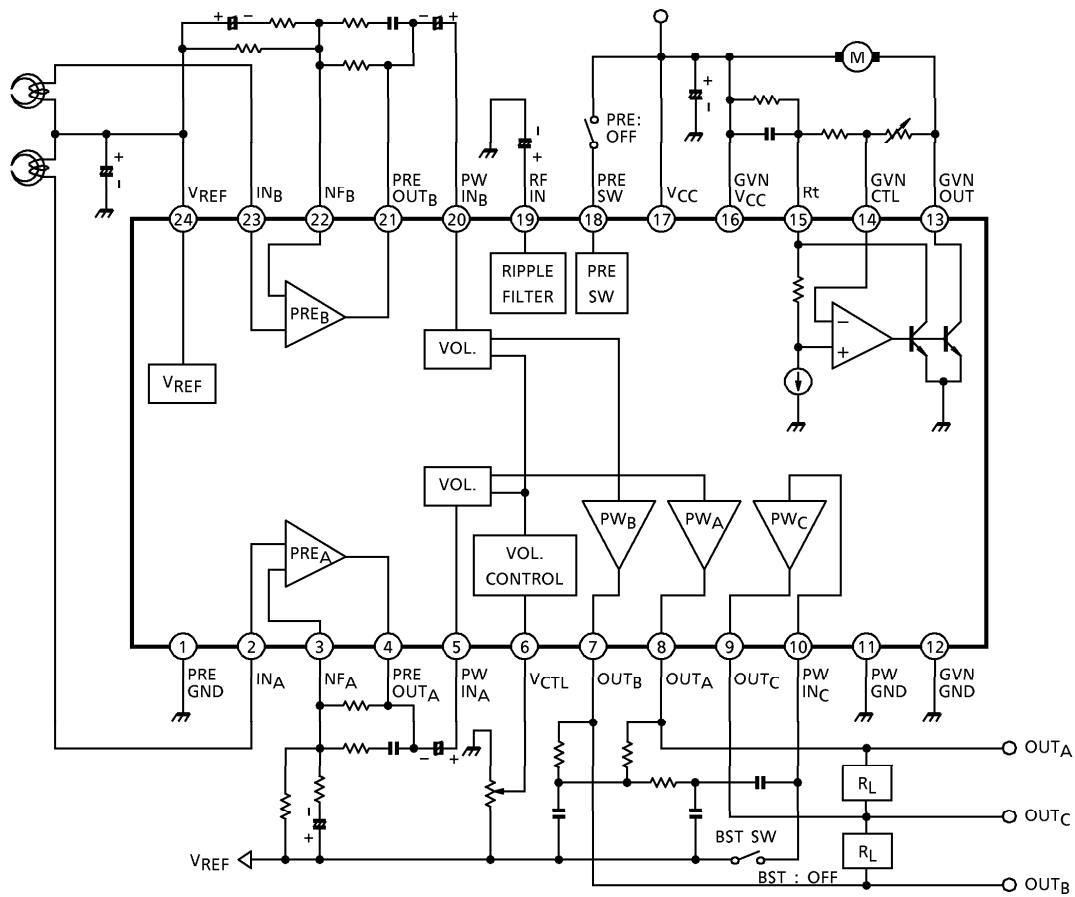 + − + − +
M
+
−
PRE:
OFF
+
−
−
+
VREF
INB
NFB
PRE
OUTB
PW
INB
RF
IN
PRE
SW
VCC
GVN
VCC
Rt
GVN
CTL
GVN
OUT
24 23 22 21 20 19 18 17 16 15 14 13
RIPPLE
FILTER
PRE
SW
PREB
VOL.
−
+
VREF
VOL.
PWB PWA PWC
PREA
VOL.
CONTROL
1 2 3 4 5 6 7 8 9 10 11 12
PRE
GND
INA
NFA
PRE
OUTA
PW
INA
VCTL
OUTB
OUTA
OUTC
PW
INC
PW
GND
GVN
GND
− +
OUTA
RL
−
+
OUTC
BST SW
RL
VREF
BST : OFF
OUTB